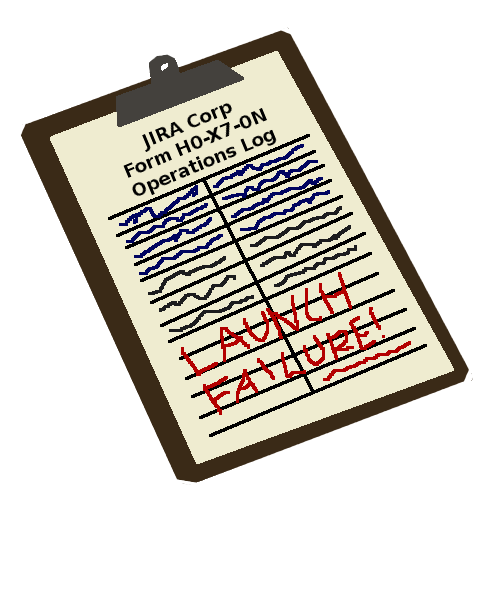 JIRA Corp
Form H0-X7-0N
Operations Log
LAUNCH
FAILURE!